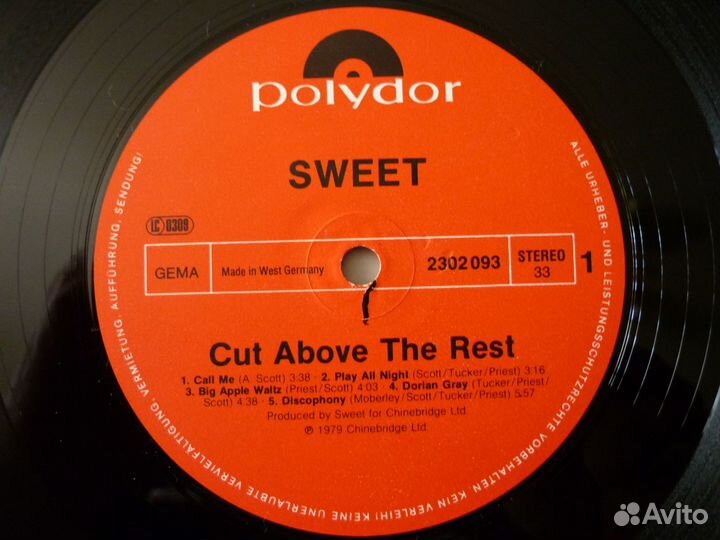 polydor
SWEET
LC 0309
GEMA
Made in West Germany
2302 093
STEREO
33
1
Cut Above The Rest
1. Call Me (A. Scott) 3:38 · 2. Play All Night (Scott/Tucker/Priest) 3:16
3. Big Apple Waltz (Priest/Scott) 4:03 · 4. Dorian Gray (Tucker/Priest/
Scott) 4:38 · 5. Discophony (Moberley/Scott/Tucker/Priest) 5:57
Produced by Sweet for Chinebridge Ltd.
℗ 1979 Chinebridge Ltd.
ALLE URHEBER- UND LEISTUNGSSCHUTZRECHTE VORBEHALTEN. KEIN VERLEIH! KEINE UNERLAUBTE VERVIELFÄLTIGUNG, VERMIETUNG, AUFFÜHRUNG, SENDUNG!
Avito